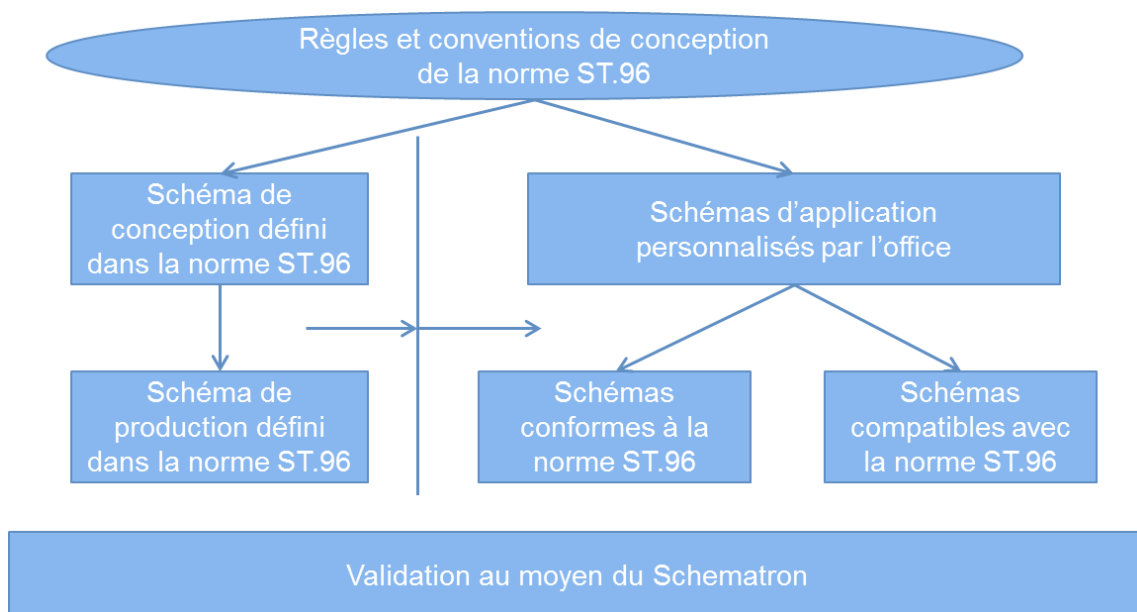 Règles et conventions de conception
de la norme ST.96
Schéma de
conception défini
dans la norme ST.96
Schémas d’application
personnalisés par l’office
Schéma de
production défini
dans la norme ST.96
Schémas
conformes à la
norme ST.96
Schémas
compatibles avec
la norme ST.96
Validation au moyen du Schematron